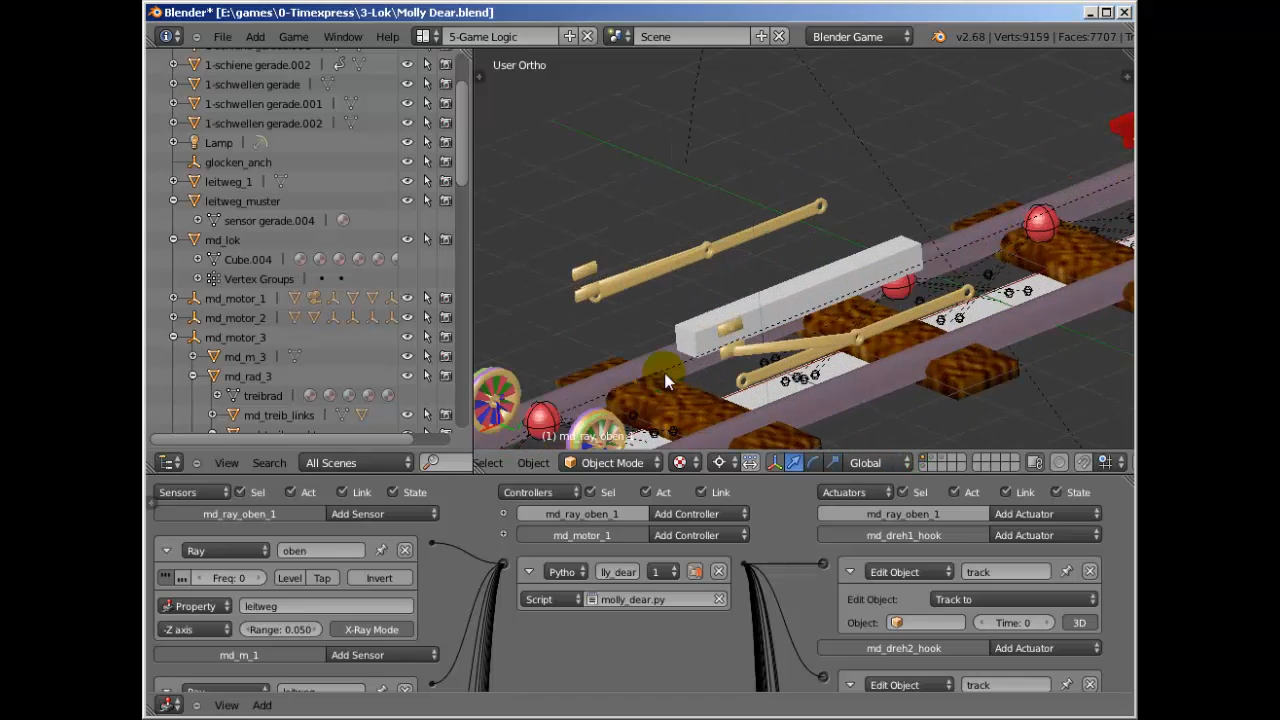 Blender* [E:\games\0-Timexpress\3-Lok\Molly Dear.blend]
File Add Game Window Help 5-Game Logic Scene Blender Game v2.68 | Verts:9159 | Faces:7707 | Tr
1-schiene gerade.002
1-schwellen gerade
1-schwellen gerade.001
1-schwellen gerade.002
Lamp
glocken_anch
leitweg_1
leitweg_muster
sensor gerade.004
md_lok
Cube.004
Vertex Groups
md_motor_1
md_motor_2
md_motor_3
md_m_3
md_rad_3
treibrad
md_treib_links
View Search All Scenes
User Ortho
(1) md_ray_oben_1
Select Object Object Mode Global
Sensors Sel Act Link State
md_ray_oben_1 Add Sensor
Ray oben
Freq: 0 Level Tap Invert
Property leitweg
-Z axis Range: 0.050 X-Ray Mode
md_m_1 Add Sensor
Ray leitweg
Controllers Sel Act Link
md_ray_oben_1 Add Controller
md_motor_1 Add Controller
Pytho lly_dear 1
Script molly_dear.py
Actuators Sel Act Link State
md_ray_oben_1 Add Actuator
md_dreh1_hook Add Actuator
Edit Object track
Edit Object: Track to
Object: Time: 0 3D
md_dreh2_hook Add Actuator
Edit Object track
View Add